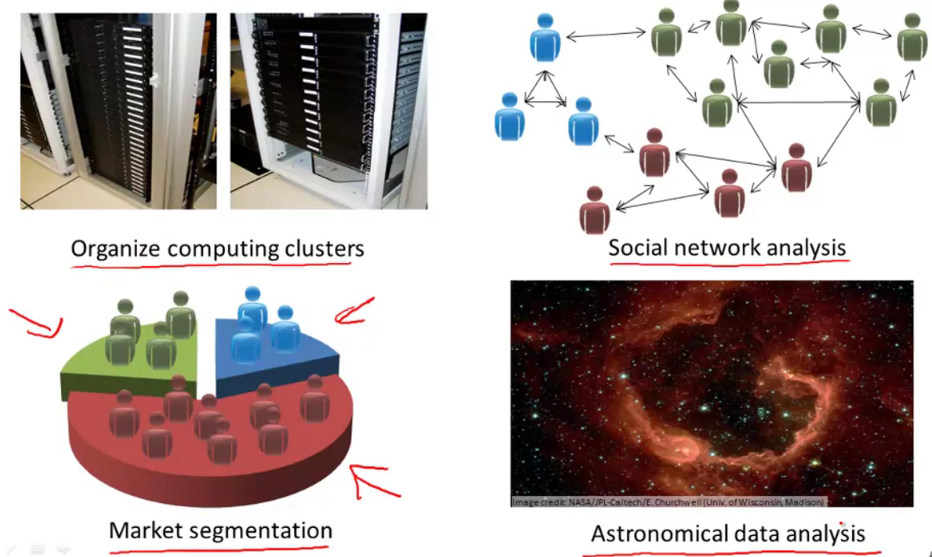 Organize computing clusters
Social network analysis
Image credit: NASA/JPL-Caltech/E. Churchwell (Univ. of Wisconsin, Madison)
Market segmentation
Astronomical data analysis